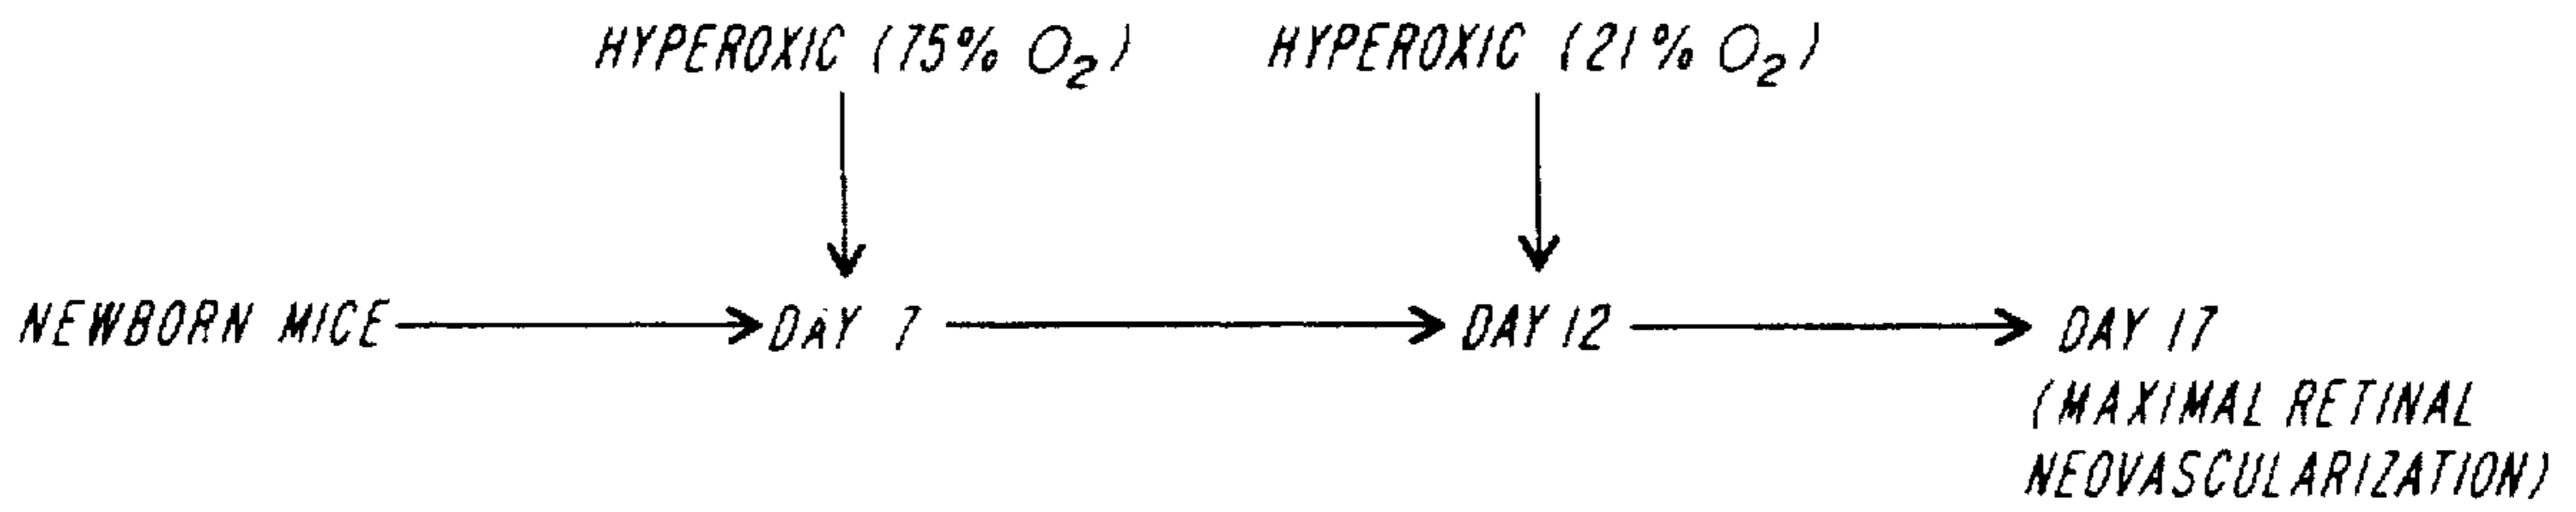 HYPEROXIC (75% O₂) HYPEROXIC (21% O₂)
NEWBORN MICE DAY 7 DAY 12 DAY 17
(MAXIMAL RETINAL
NEOVASCULARIZATION)